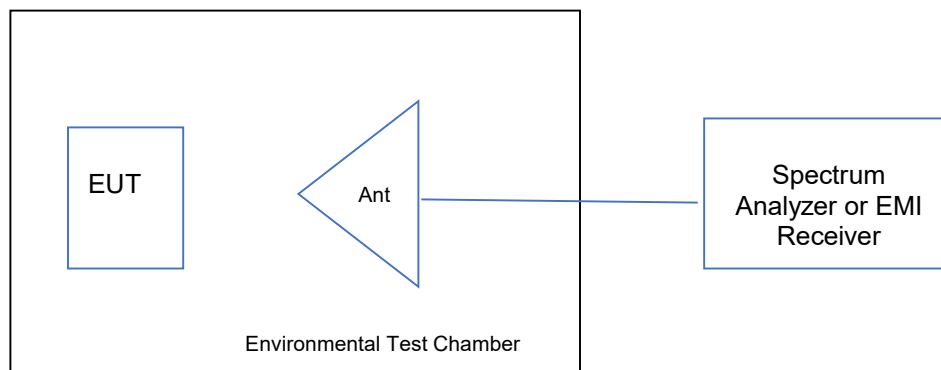 EUT
Ant
Spectrum
Analyzer or EMI
Receiver
Environmental Test Chamber